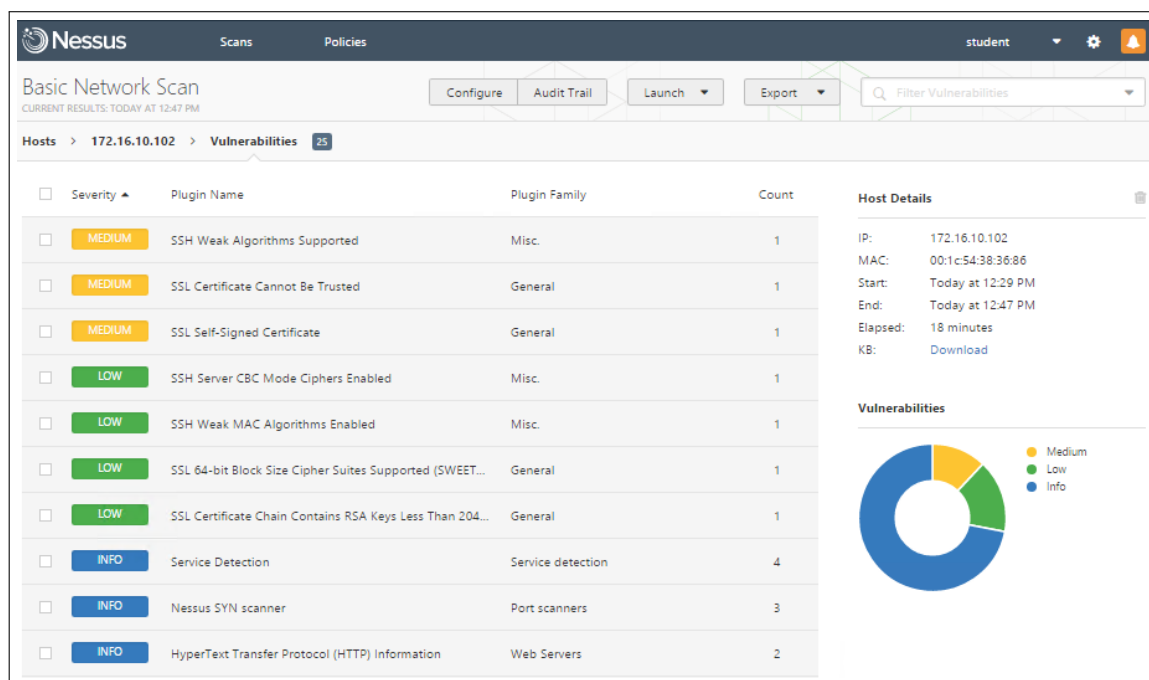 Nessus Scans Policies student
Basic Network Scan
CURRENT RESULTS: TODAY AT 12:47 PM
Configure Audit Trail Launch Export Filter Vulnerabilities
Hosts > 172.16.10.102 > Vulnerabilities 25
Severity Plugin Name Plugin Family Count
MEDIUM SSH Weak Algorithms Supported Misc. 1
MEDIUM SSL Certificate Cannot Be Trusted General 1
MEDIUM SSL Self-Signed Certificate General 1
LOW SSH Server CBC Mode Ciphers Enabled Misc. 1
LOW SSH Weak MAC Algorithms Enabled Misc. 1
LOW SSL 64-bit Block Size Cipher Suites Supported (SWEET... General 1
LOW SSL Certificate Chain Contains RSA Keys Less Than 204... General 1
INFO Service Detection Service detection 4
INFO Nessus SYN scanner Port scanners 3
INFO HyperText Transfer Protocol (HTTP) Information Web Servers 2
Host Details
IP: 172.16.10.102
MAC: 00:1c:54:38:36:86
Start: Today at 12:29 PM
End: Today at 12:47 PM
Elapsed: 18 minutes
KB: Download
Vulnerabilities
Medium
Low
Info